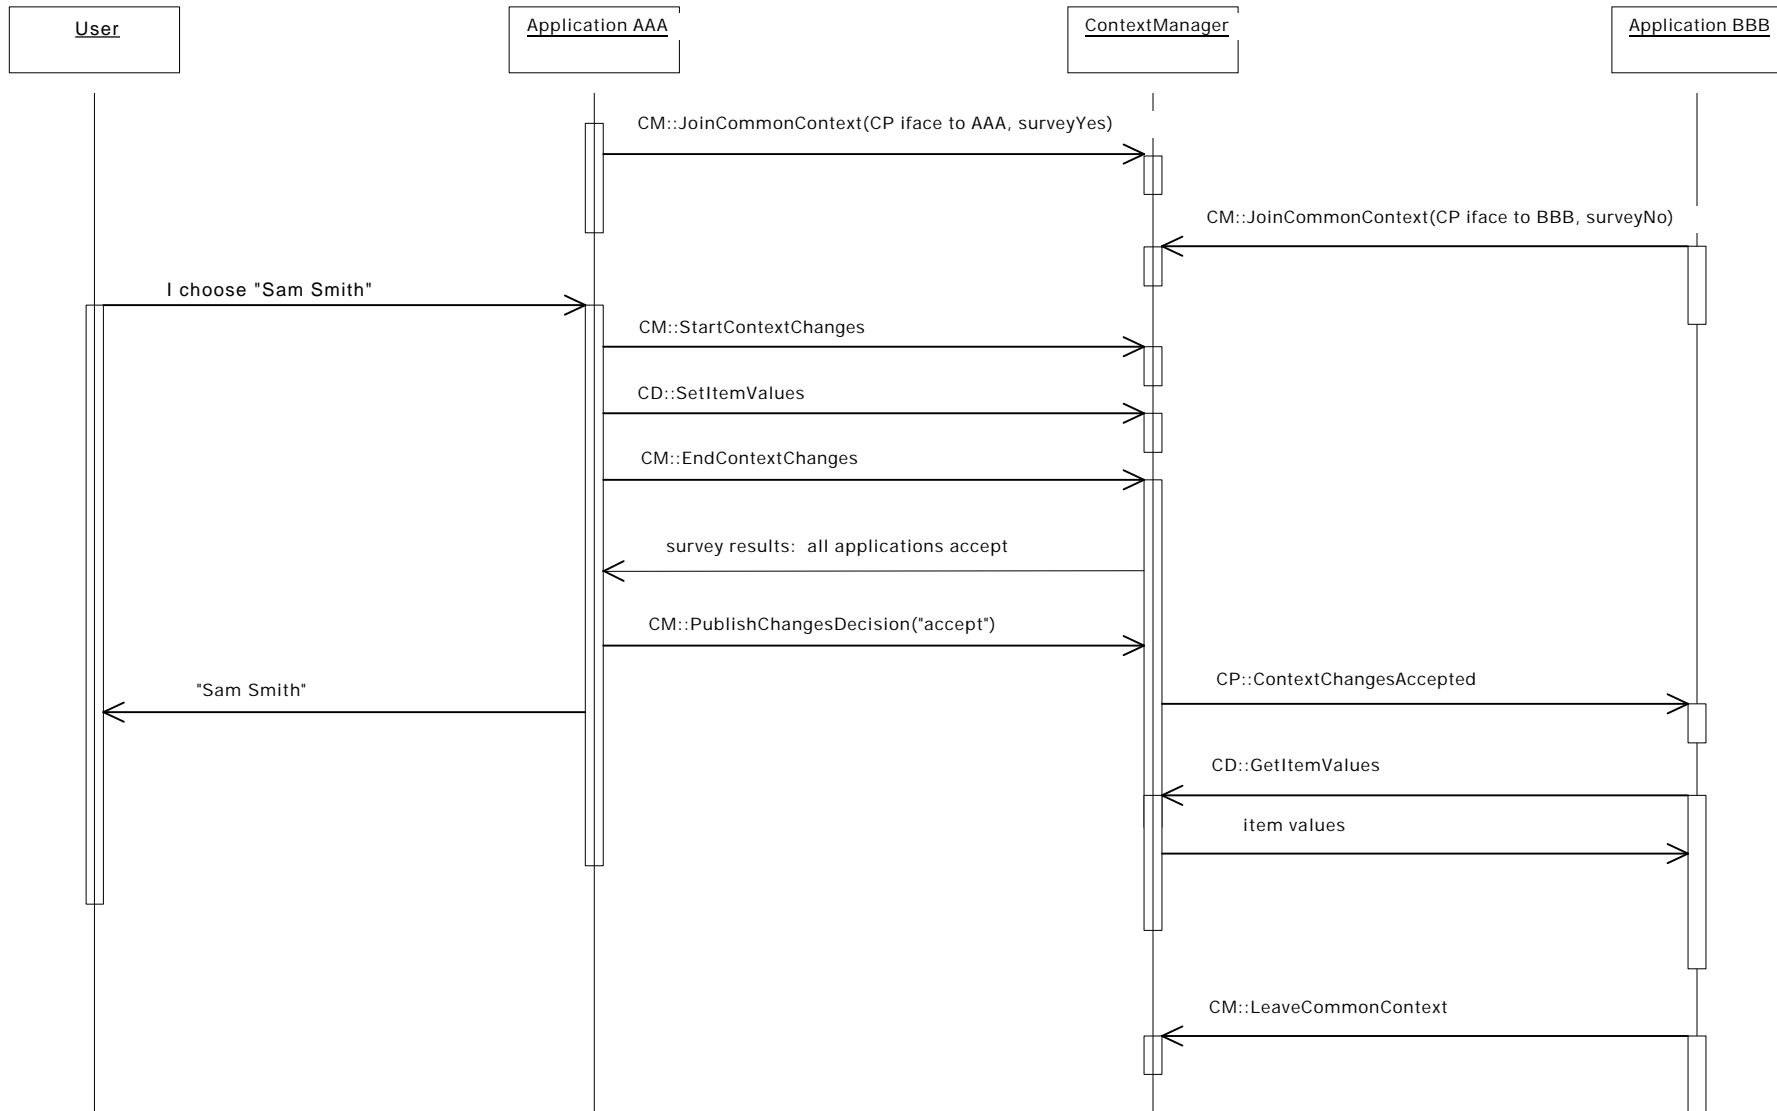 User
Application AAA
ContextManager
Application BBB
CM::JoinCommonContext(CP iface to AAA, surveyYes)
CM::JoinCommonContext(CP iface to BBB, surveyNo)
I choose "Sam Smith"
CM::StartContextChanges
CD::SetItemValues
CM::EndContextChanges
survey results: all applications accept
CM::PublishChangesDecision("accept")
CP::ContextChangesAccepted
"Sam Smith"
CD::GetItemValues
item values
CM::LeaveCommonContext